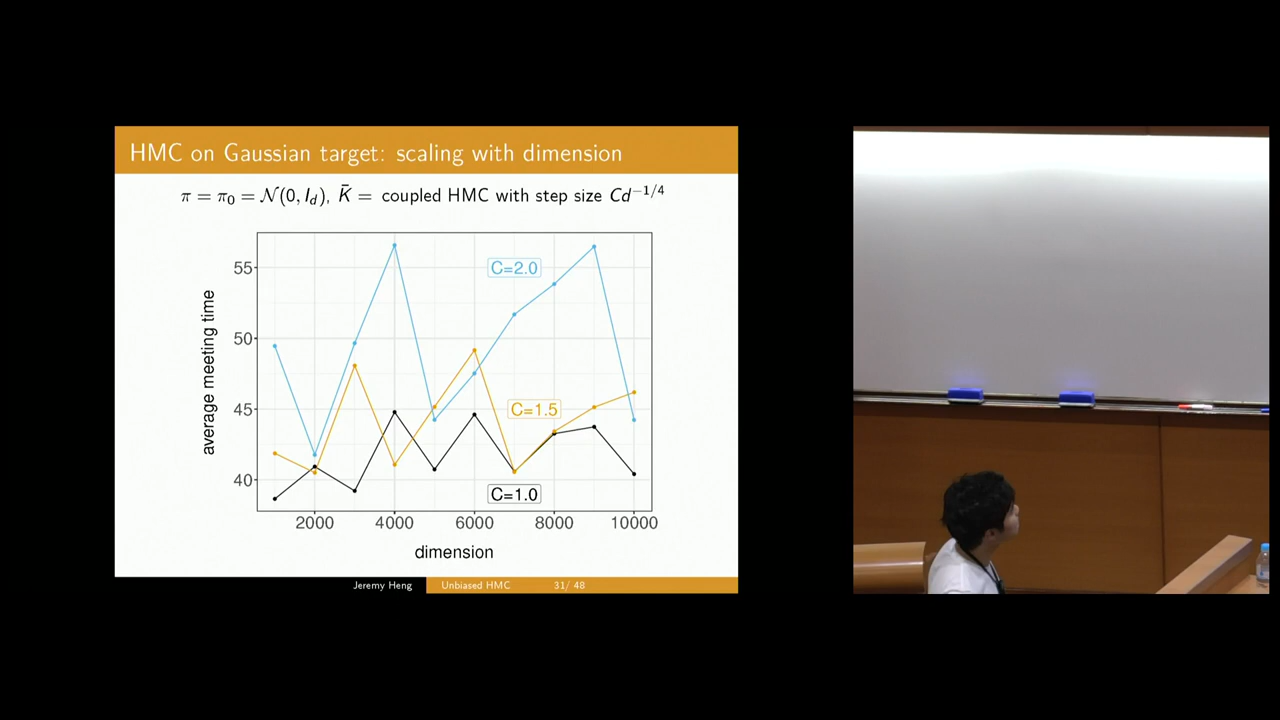 HMC on Gaussian target: scaling with dimension
π = π₀ = 𝒩(0, I_d), K̄ = coupled HMC with step size Cd^{-1/4}
average meeting time
55
50
45
40
C=2.0
C=1.5
C=1.0
2000 4000 6000 8000 10000
dimension
Jeremy Heng Unbiased HMC 31/ 48